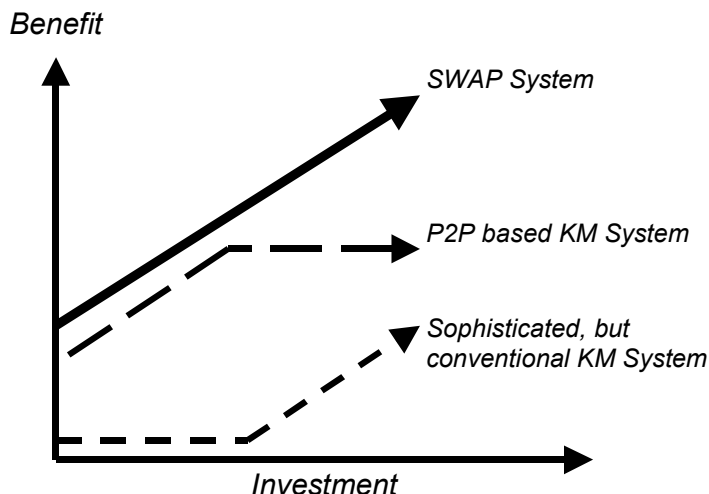 Benefit
SWAP System
P2P based KM System
Sophisticated, but
conventional KM System
Investment